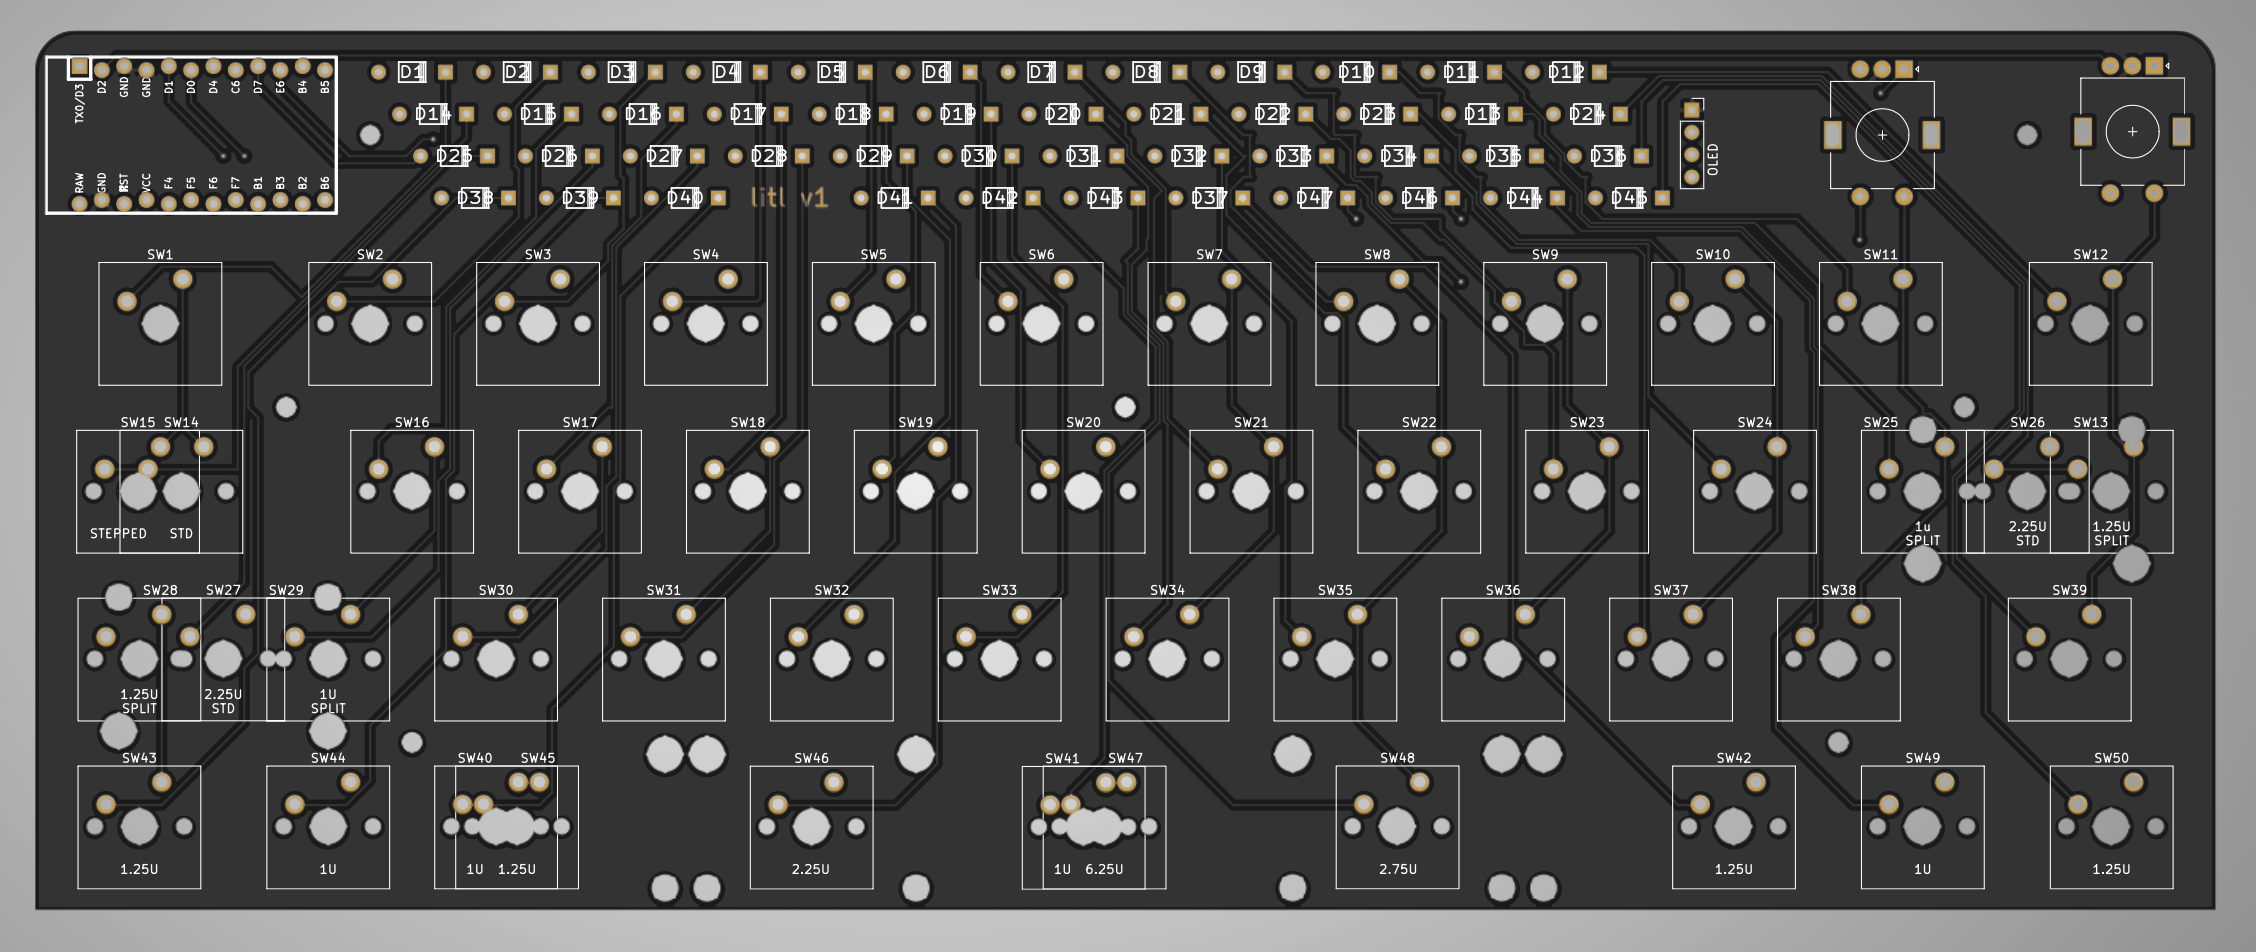 D1 D2 D3 D4 D5 D6 D7 D8 D9 D10 D11 D12
TXO/D3 D2 GND GND D1 D0 D4 C6 D7 E6 B4 B5
D14 D15 D16 D17 D18 D19 D20 D21 D22 D23 D13 D24
D25 D26 D27 D28 D29 D30 D31 D32 D33 D34 D35 D36
OLED
RAW GND RST VCC F4 F5 F6 F7 B1 B3 B2 B6
D38 D39 D40 litl v1 D41 D42 D43 D37 D47 D46 D44 D45
SW1 SW2 SW3 SW4 SW5 SW6 SW7 SW8 SW9 SW10 SW11 SW12
SW15 SW14 SW16 SW17 SW18 SW19 SW20 SW21 SW22 SW23 SW24 SW25 SW26 SW13
STEPPED STD 1u SPLIT 2.25U STD 1.25U SPLIT
SW28 SW27 SW29 SW30 SW31 SW32 SW33 SW34 SW35 SW36 SW37 SW38 SW39
1.25U SPLIT 2.25U STD 1U SPLIT
SW43 SW44 SW40 SW45 SW46 SW41 SW47 SW48 SW42 SW49 SW50
1.25U 1U 1U 1.25U 2.25U 1U 6.25U 2.75U 1.25U 1U 1.25U